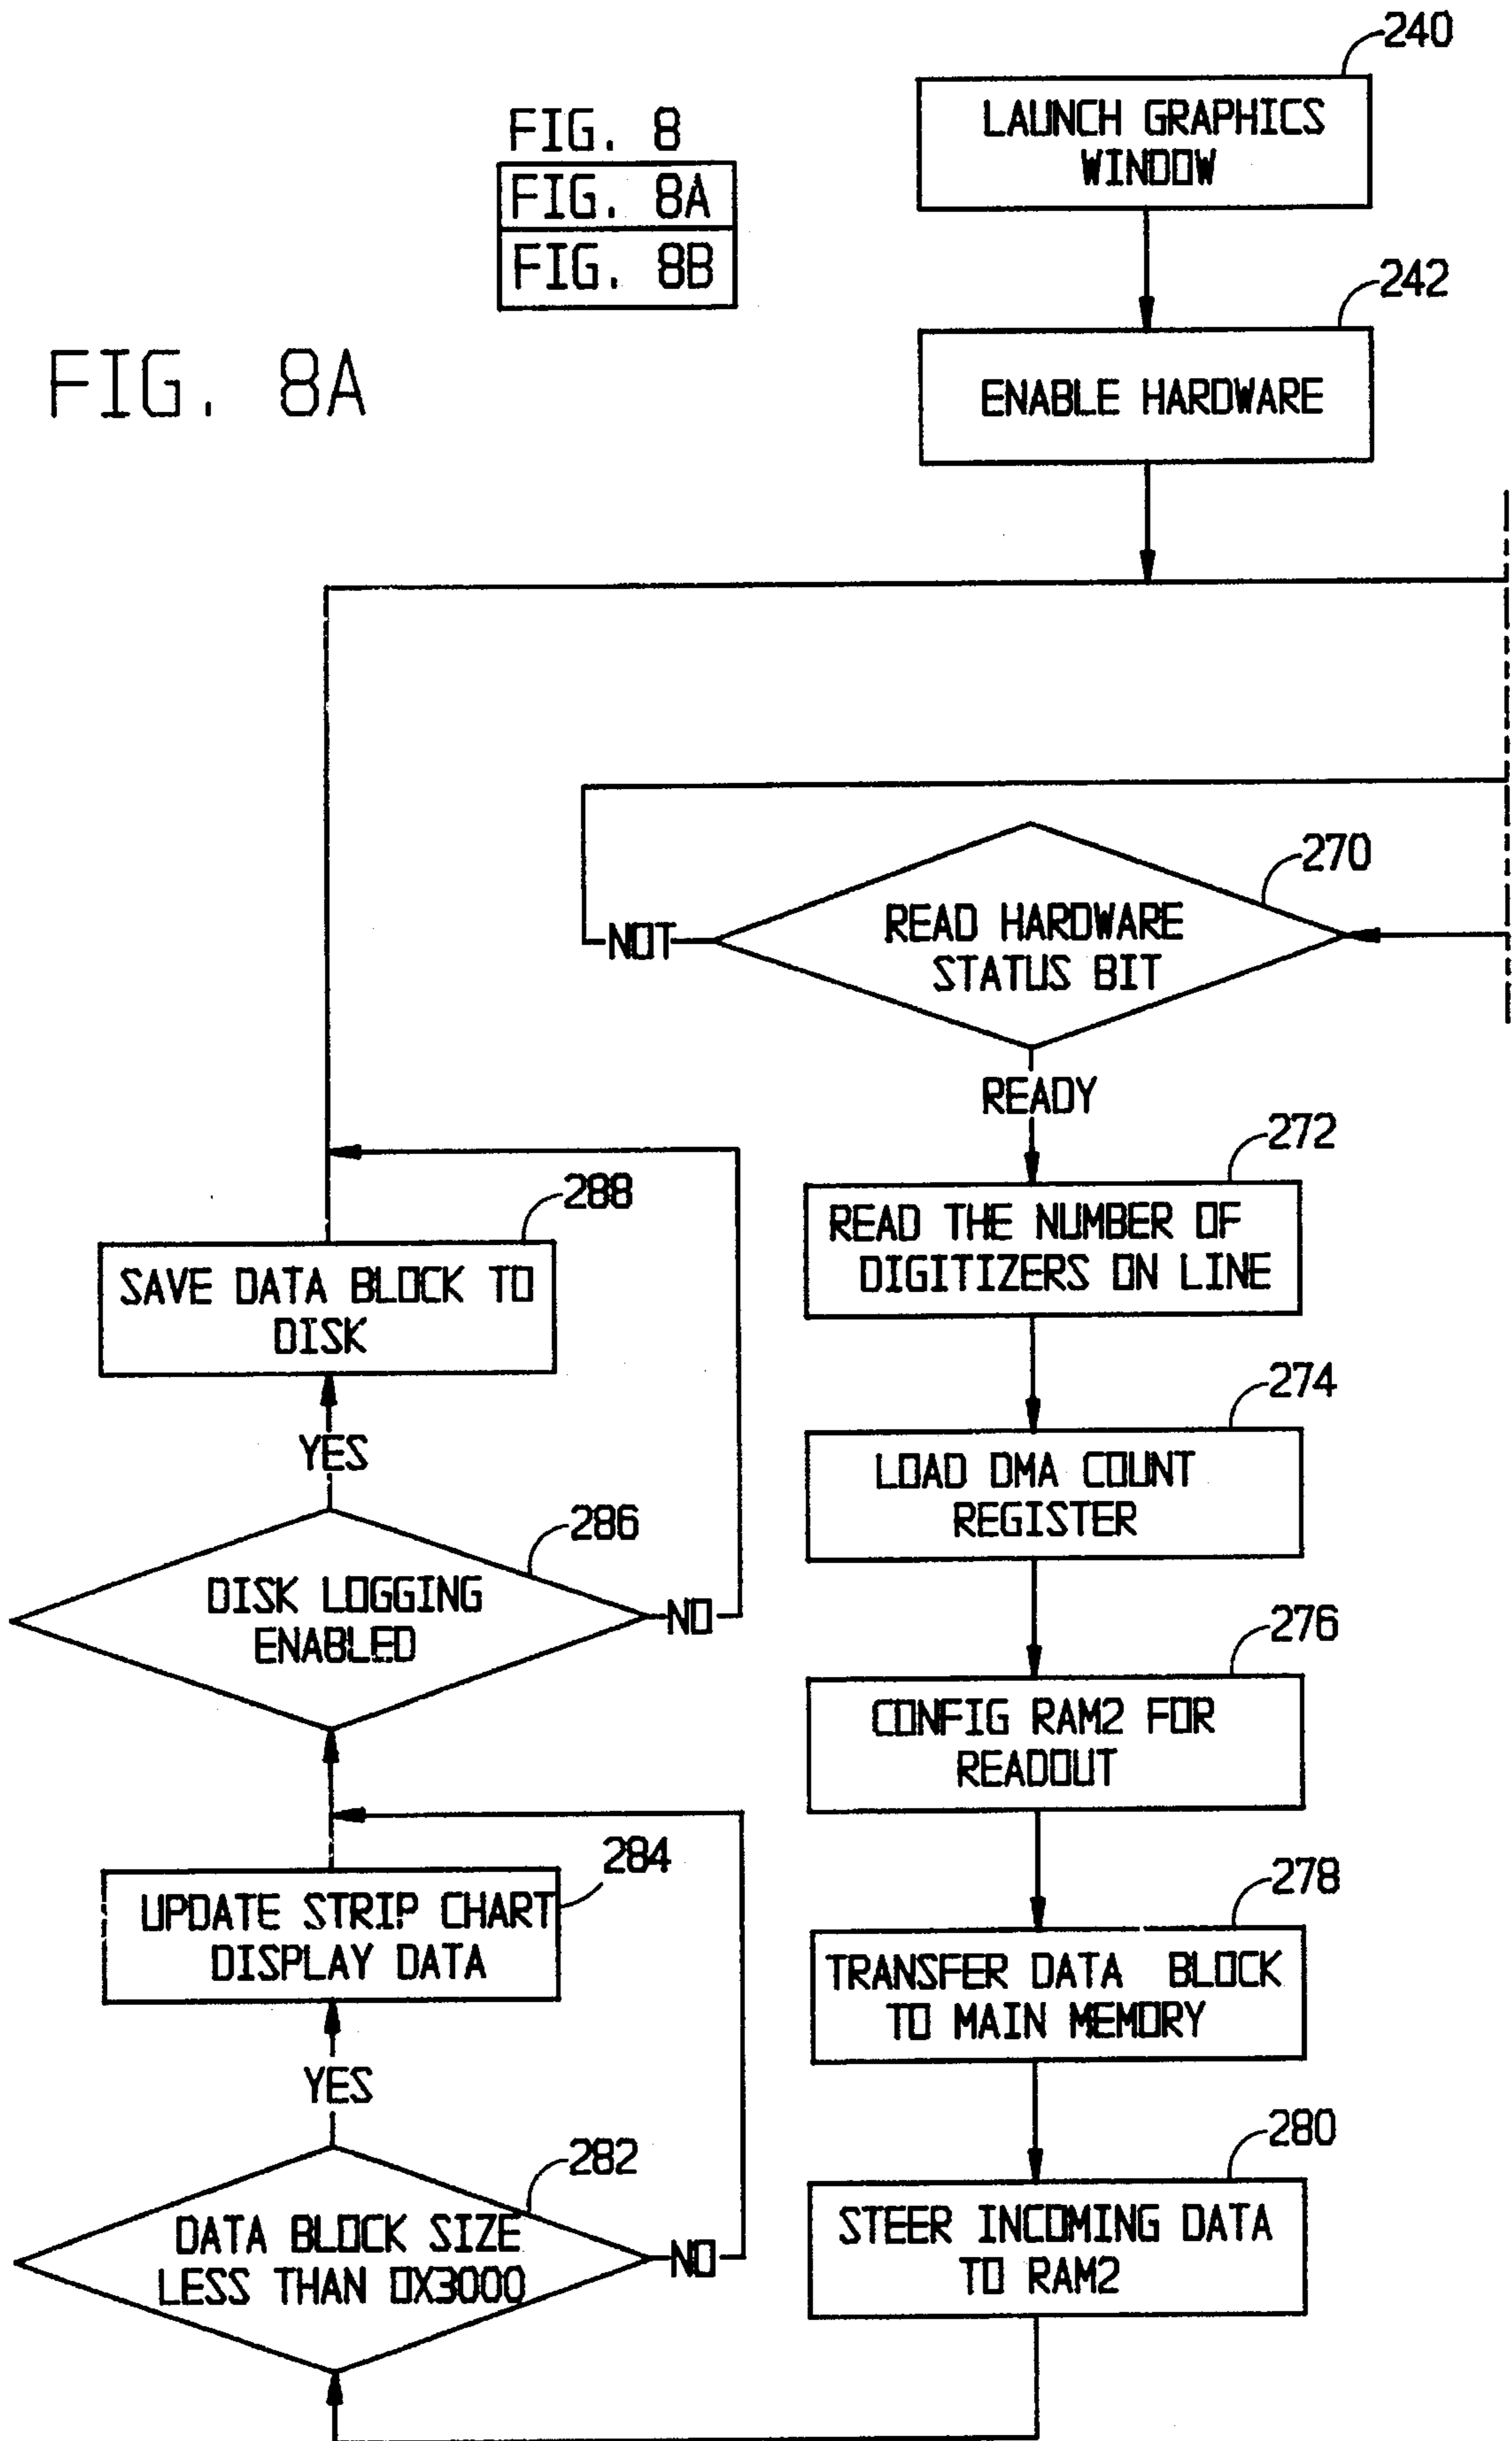 240
LAUNCH GRAPHICS
WINDOW
FIG. 8
FIG. 8A
FIG. 8B
242
ENABLE HARDWARE
FIG. 8A
270
READ HARDWARE
STATUS BIT
NOT
READY
272
READ THE NUMBER OF
DIGITIZERS ON LINE
274
LOAD DMA COUNT
REGISTER
276
CONFIG RAM2 FOR
READOUT
278
TRANSFER DATA BLOCK
TO MAIN MEMORY
280
STEER INCOMING DATA
TO RAM2
282
DATA BLOCK SIZE
LESS THAN 0X3000
NO
YES
284
UPDATE STRIP CHART
DISPLAY DATA
286
DISK LOGGING
ENABLED
NO
YES
288
SAVE DATA BLOCK TO
DISK